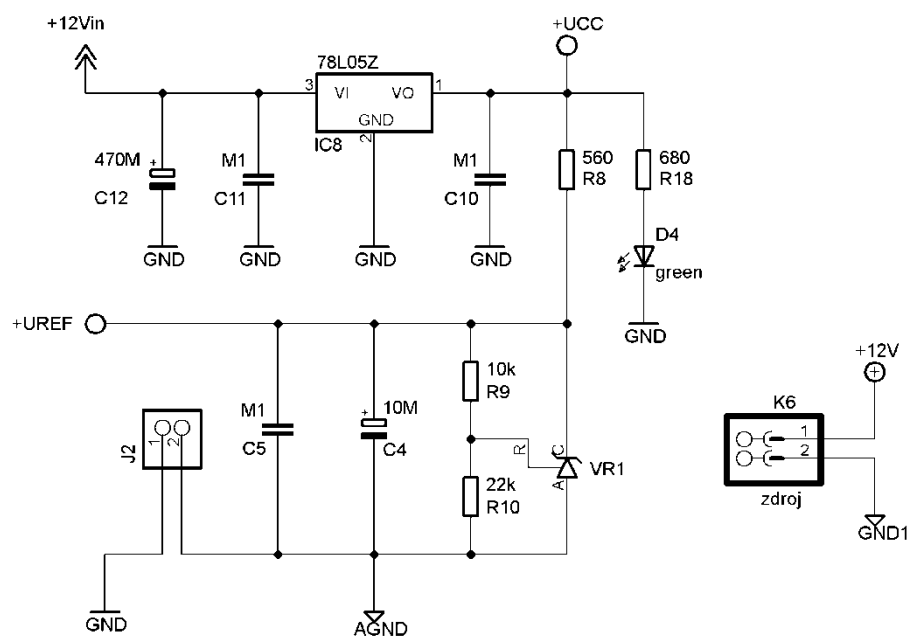 +12Vin
+UCC
78L05Z
3
VI
VO
1
GND
2
IC8
470M
+
C12
M1
C11
M1
C10
560
R8
680
R18
D4
green
GND
GND
GND
GND
GND
+UREF
+12V
10k
R9
K6
1
2
zdroj
GND1
J2
1
2
M1
C5
+
10M
C4
R
C
A
VR1
22k
R10
GND
AGND